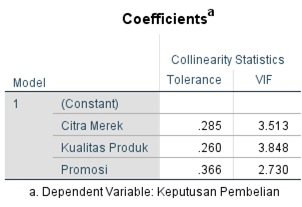 Coefficientsᵃ
Collinearity Statistics
Model Tolerance VIF
1 (Constant)
Citra Merek .285 3.513
Kualitas Produk .260 3.848
Promosi .366 2.730
a. Dependent Variable: Keputusan Pembelian